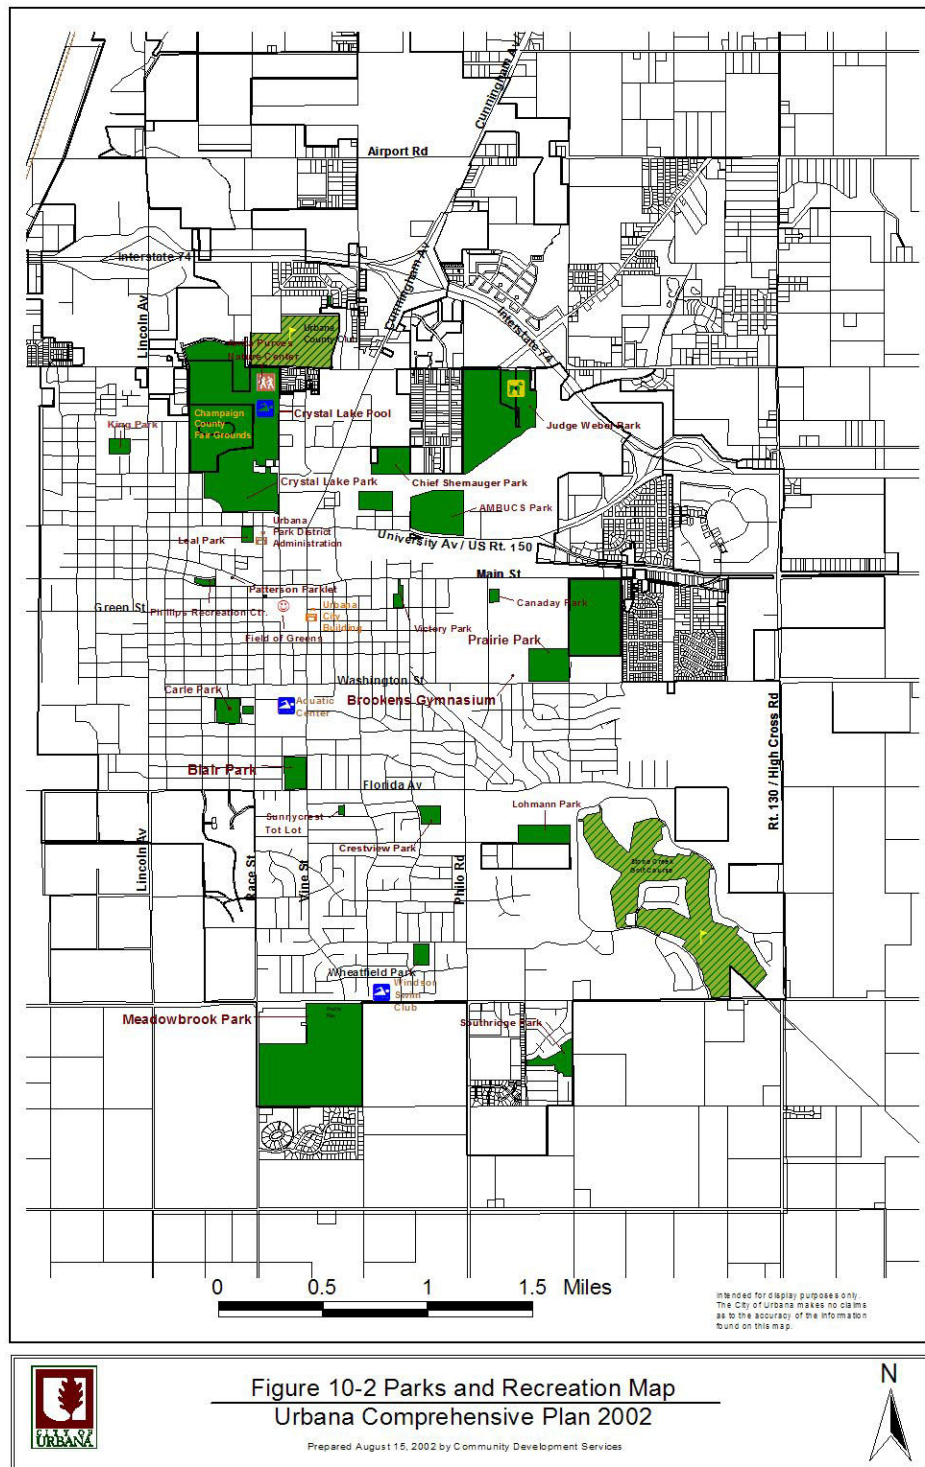 Cunningham Av
Airport Rd
Interstate 74
Cunningham Av
Lincoln Av
Interstate 74
Urbana
County Club
Purves
Nature Center
Champaign
County
Fair Grounds
Crystal Lake Pool
King Park
Judge Weber Park
Crystal Lake Park
Chief Shemauger Park
AMBUCS Park
Leal Park
Urbana
Park District
Administration
University Av / US Rt. 150
Main St
Patterson Parklet
Green St
Phillips Recreation Ctr.
Urbana
City
Building
Canaday Park
Victory Park
Field of Greens
Prairie Park
Washington St
Carle Park
Aquatic
Center
Brookens Gymnasium
Rt. 130 / High Cross Rd
Blair Park
Florida Av
Lohmann Park
Sunnycrest
Tot Lot
Crestview Park
Lincoln Av
Race St
Vine St
Philo Rd
Stone Creek
Golf Course
Wheatfield Park
Windsor
Swim
Club
Meadowbrook Park
Southridge Park
0 0.5 1 1.5 Miles
Intended for display purposes only.
The City of Urbana makes no claims
as to the accuracy of the information
found on this map.
CITY OF
URBANA
Figure 10-2 Parks and Recreation Map
Urbana Comprehensive Plan 2002
Prepared August 15, 2002 by Community Development Services
N